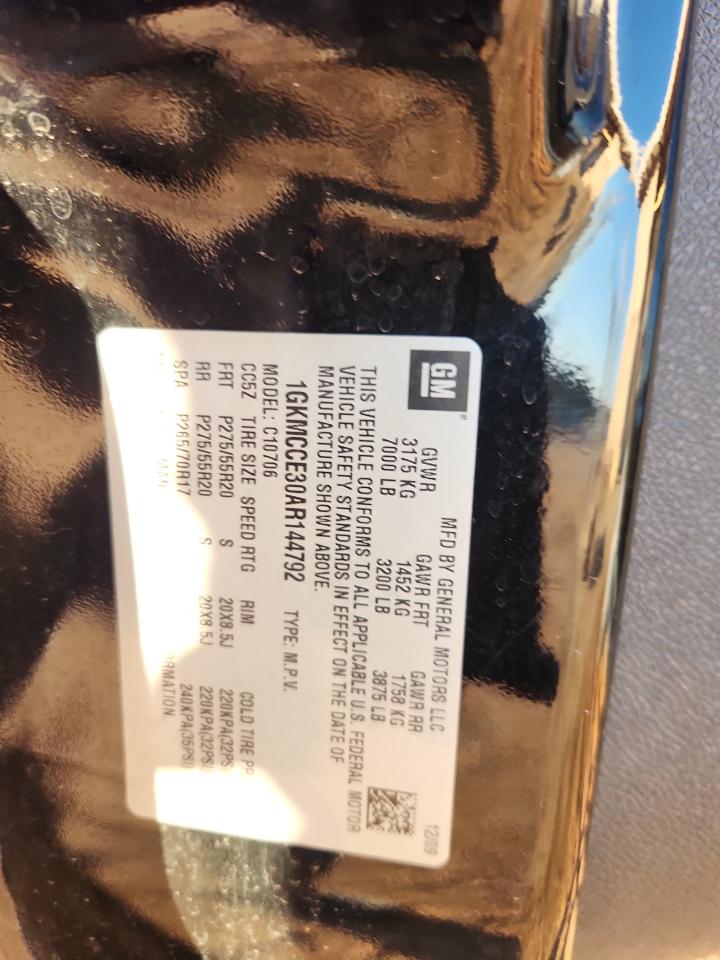 GM
MFD BY GENERAL MOTORS LLC 12/09
GVWR GAWR FRT GAWR RR
3175 KG 1452 KG 1758 KG
7000 LB 3200 LB 3875 LB
THIS VEHICLE CONFORMS TO ALL APPLICABLE U.S. FEDERAL MOTOR
VEHICLE SAFETY STANDARDS IN EFFECT ON THE DATE OF
MANUFACTURE SHOWN ABOVE.
1GKMCCE30AR144792 TYPE: M.P.V.
MODEL: C10706
CC5Z TIRE SIZE SPEED RTG RIM COLD TIRE PR
FRT P275/55R20 S 20X8.5J 220KPA(32PSI)
RR P275/55R20 S 20X8.5J 220KPA(32PSI)
SPA P265/70R17 240KPA(35PSI)